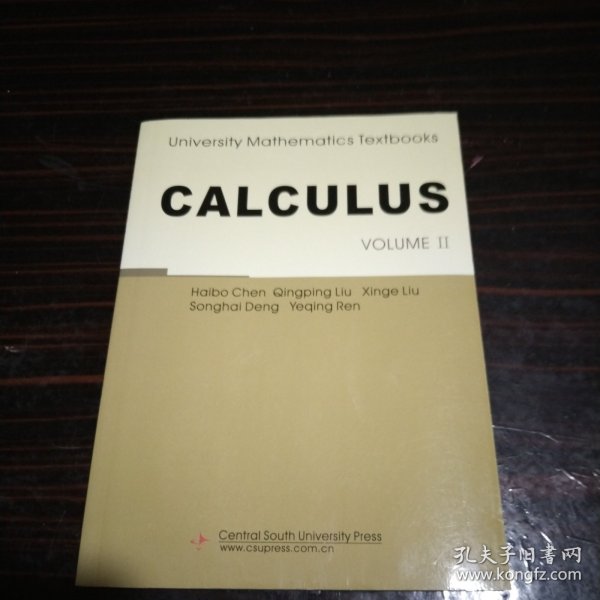 University Mathematics Textbooks
CALCULUS
VOLUME II
Haibo Chen Qingping Liu Xinge Liu
Songhai Deng Yeqing Ren
Central South University Press
www.csupress.com.cn
孔夫子旧书网
www.kongfz.com